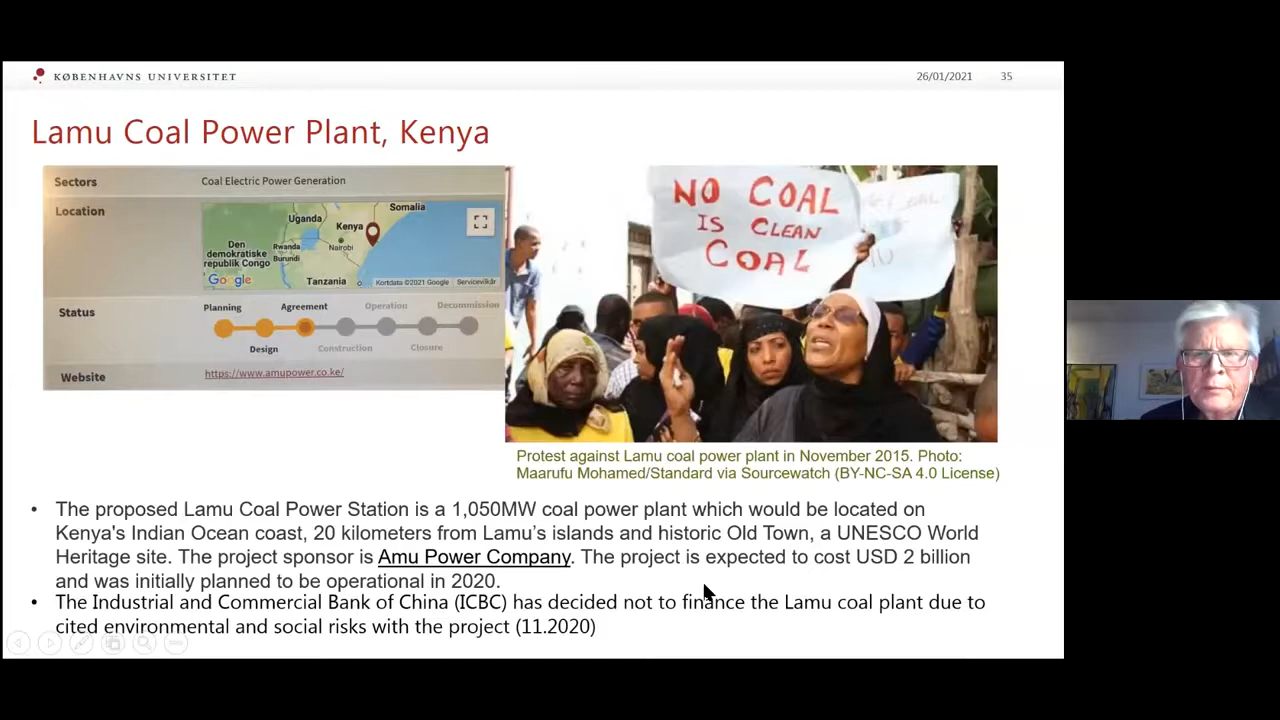 KØBENHAVNS UNIVERSITET
26/01/2021 35
Lamu Coal Power Plant, Kenya
Sectors Coal Electric Power Generation
Location
Somalia
Uganda
Kenya
Nairobi
Den
demokratiske
republik Congo
Rwanda
Burundi
Tanzania
Google
Kortdata ©2021 Google Servicevilkår
Status
Planning Agreement Operation Decommission
Design Construction Closure
Website https://www.amupower.co.ke/
NO COAL
IS CLEAN
COAL
Protest against Lamu coal power plant in November 2015. Photo:
Maarufu Mohamed/Standard via Sourcewatch (BY-NC-SA 4.0 License)
• The proposed Lamu Coal Power Station is a 1,050MW coal power plant which would be located on
Kenya's Indian Ocean coast, 20 kilometers from Lamu’s islands and historic Old Town, a UNESCO World
Heritage site. The project sponsor is Amu Power Company. The project is expected to cost USD 2 billion
and was initially planned to be operational in 2020.
• The Industrial and Commercial Bank of China (ICBC) has decided not to finance the Lamu coal plant due to
cited environmental and social risks with the project (11.2020)